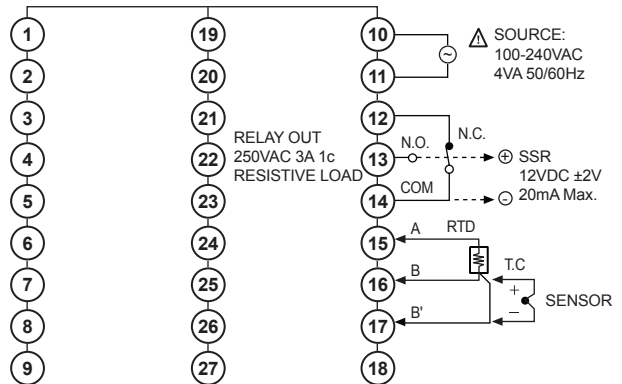 1 19 10
⚠ SOURCE:
100-240VAC
4VA 50/60Hz
2 20 11
3 21 12
RELAY OUT
250VAC 3A 1c
RESISTIVE LOAD
N.O. N.C.
4 22 13
⊕ SSR
12VDC ±2V
20mA Max.
COM ⊖
5 23 14
6 24 15
A RTD
7 25 16
B T.C
+
− SENSOR
8 26 17
B'
9 27 18